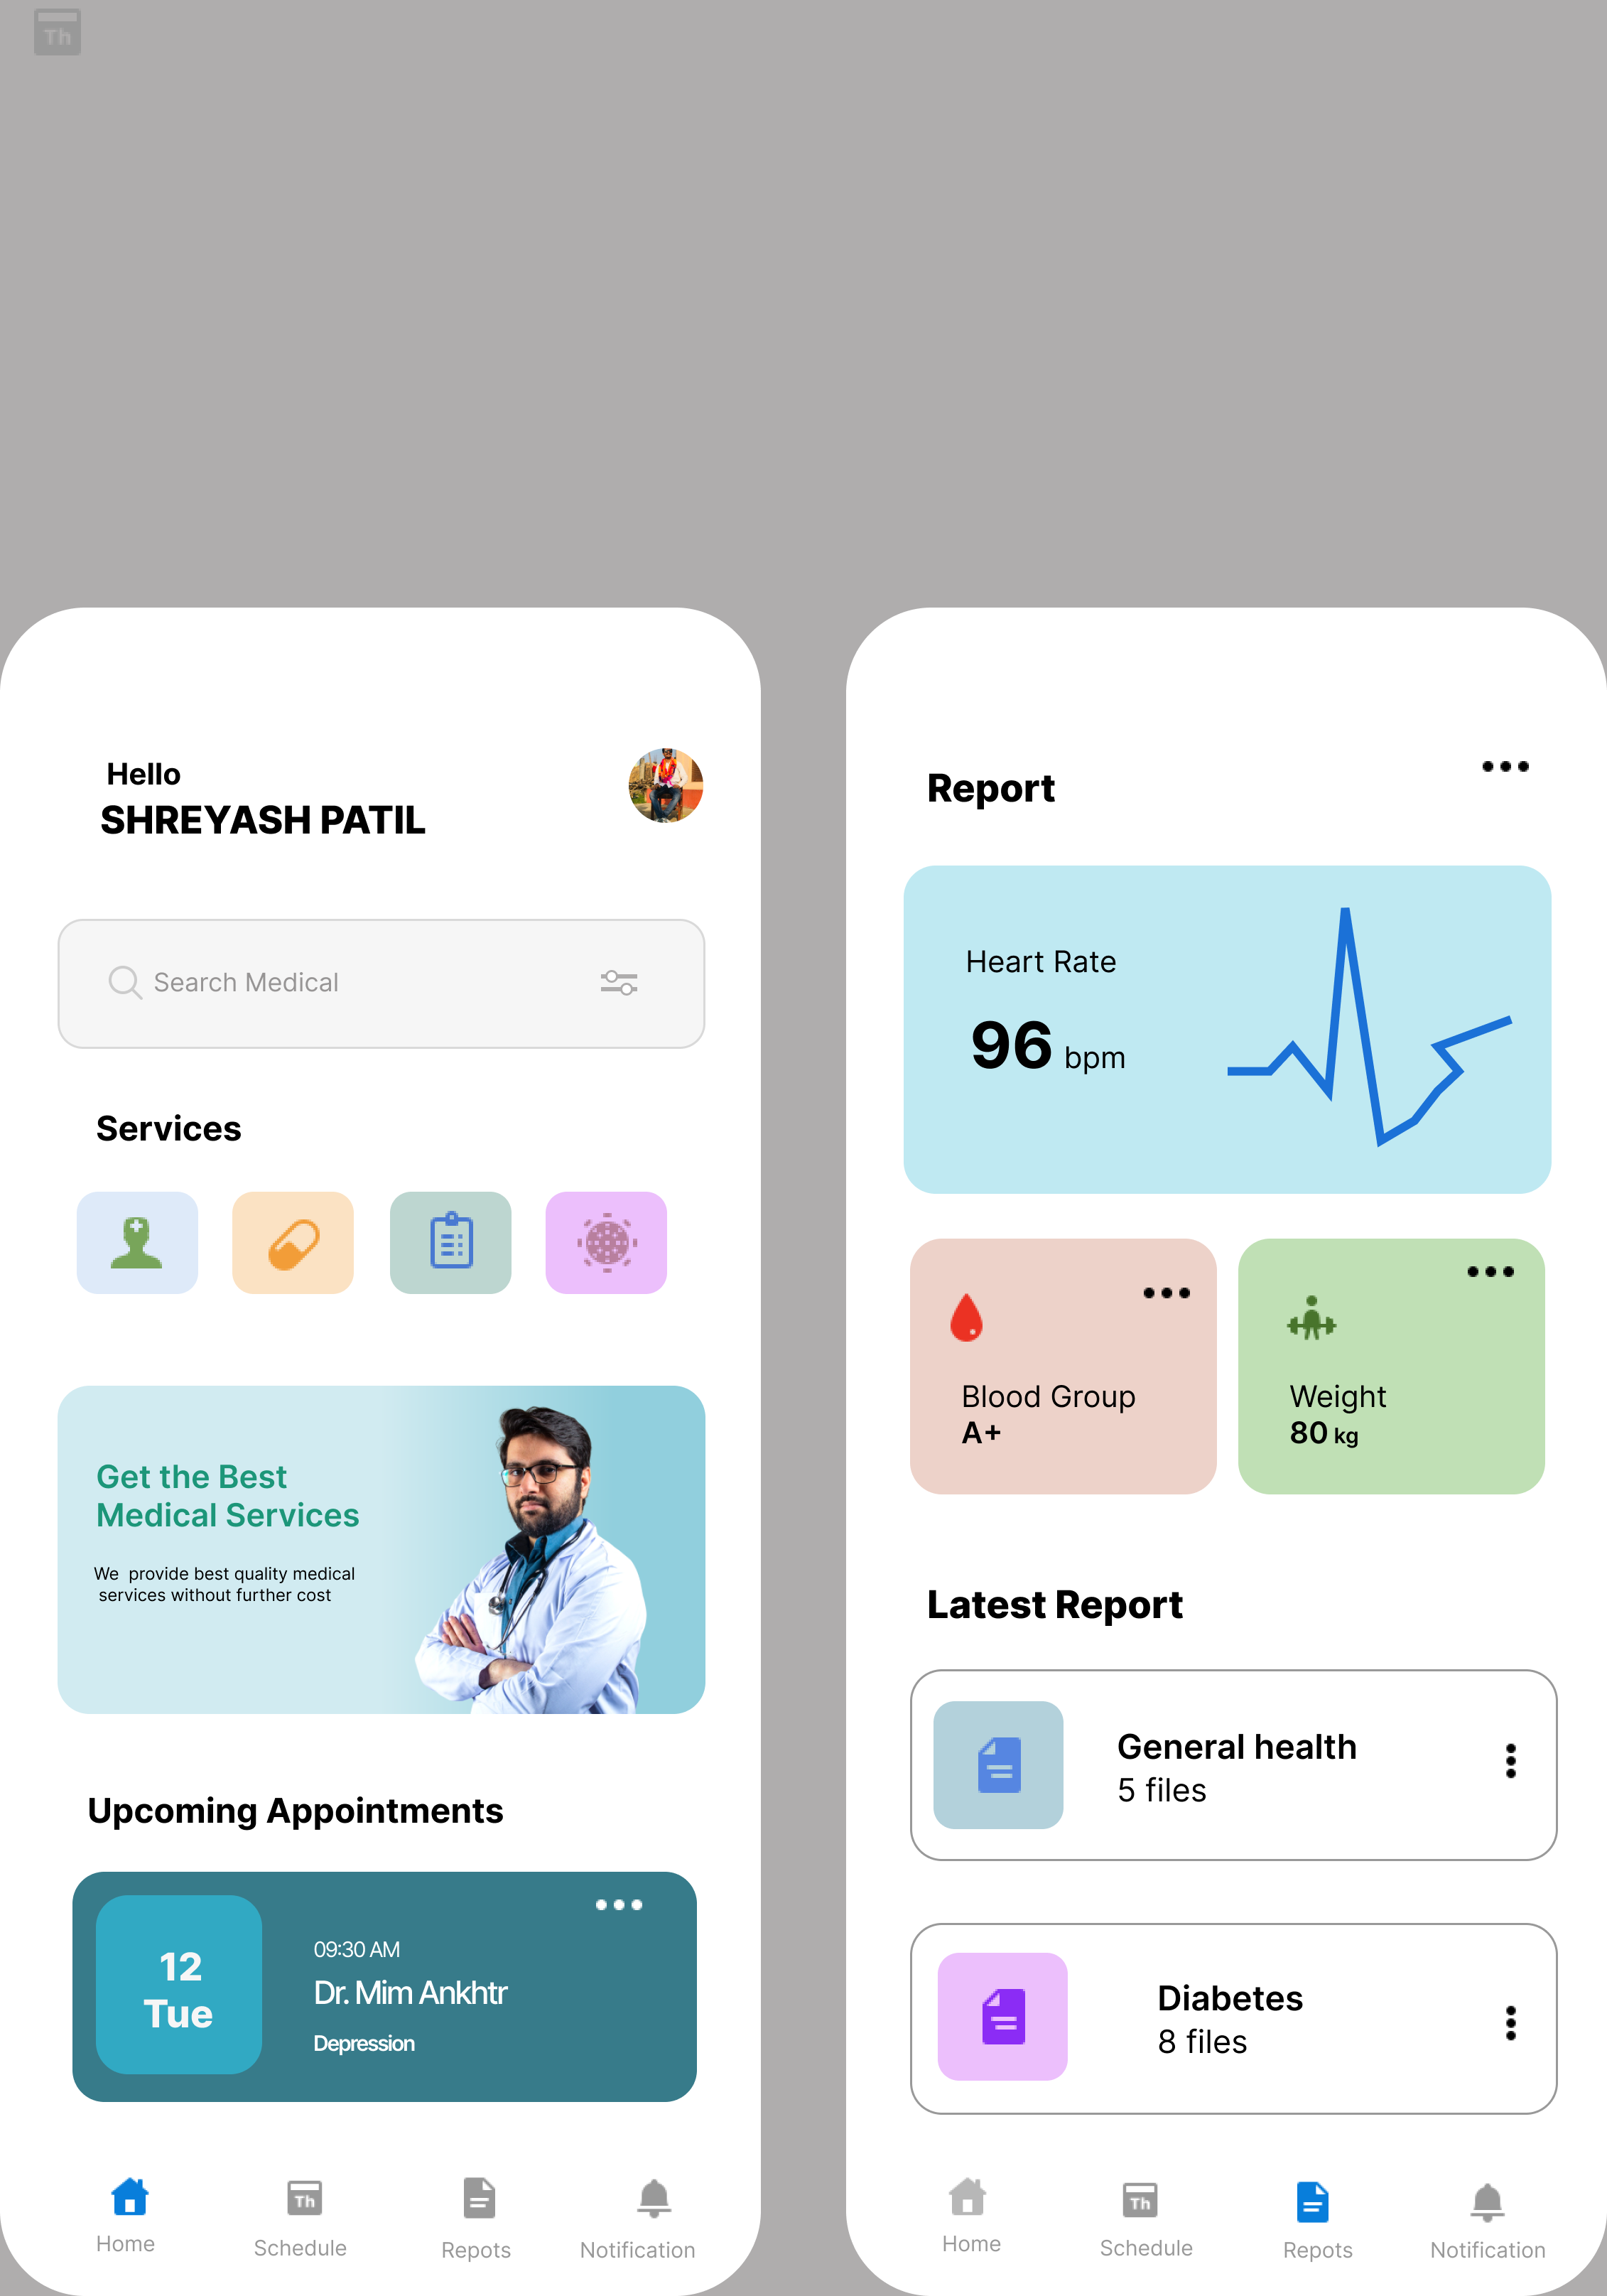 Th
Hello
SHREYASH PATIL
Search Medical
Services
Get the Best
Medical Services
We  provide best quality medical
services without further cost
Upcoming Appointments
12
Tue
09:30 AM
Dr. Mim Ankhtr
Depression
Th
Home
Schedule
Repots
Notification
Report
Heart Rate
96 bpm
Blood Group
A+
Weight
80 kg
Latest Report
General health
5 files
Diabetes
8 files
Th
Home
Schedule
Repots
Notification